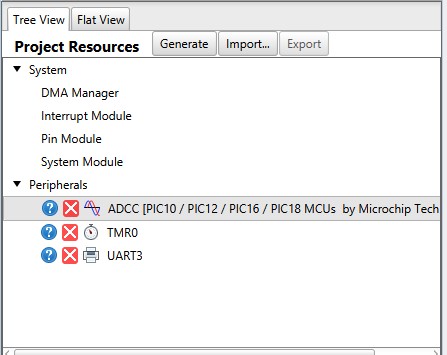 Tree View Flat View
Project Resources Generate Import... Export
System
DMA Manager
Interrupt Module
Pin Module
System Module
Peripherals
ADCC [PIC10 / PIC12 / PIC16 / PIC18 MCUs by Microchip Tech
TMR0
UART3